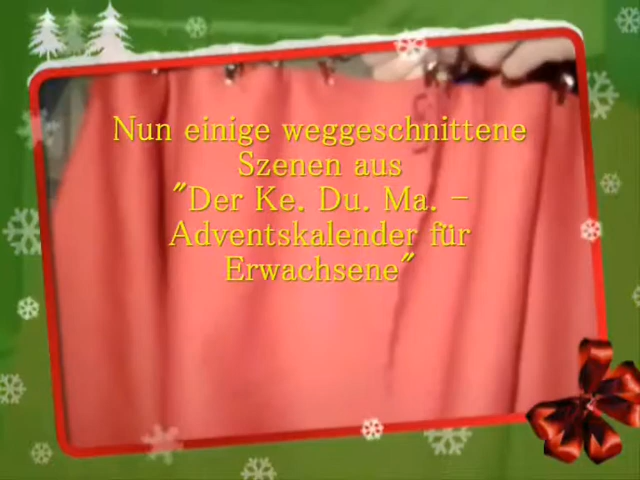 Nun einige weggeschnittene
Szenen aus
"Der Ke. Du. Ma. –
Adventskalender für
Erwachsene"